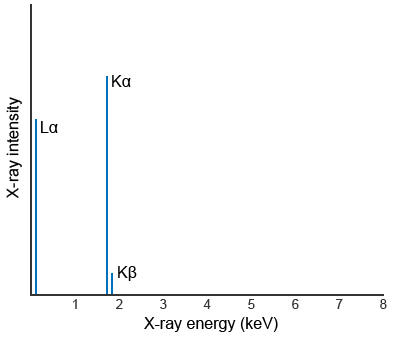 Kα
Lα
Kβ
X-ray intensity
1 2 3 4 5 6 7 8
X-ray energy (keV)